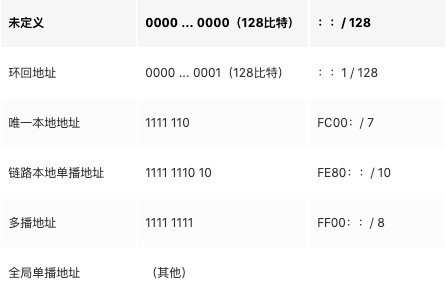 未定义 0000 ... 0000（128比特） ：：/ 128
环回地址 0000 ... 0001（128比特） ：：1 / 128
唯一本地地址 1111 110 FC00：/ 7
链路本地单播地址 1111 1110 10 FE80：：/ 10
多播地址 1111 1111 FF00：：/ 8
全局单播地址 （其他）